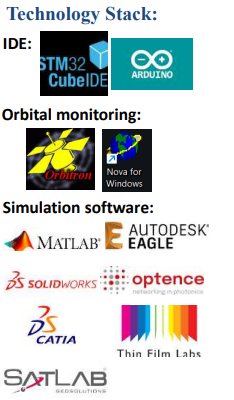 Technology Stack:
IDE:
STM32
CubeIDE
ARDUINO
Orbital monitoring:
Orbitron
Nova for
Windows
Simulation software:
MATLAB
AUTODESK
EAGLE
SOLIDWORKS
optence
networking in photonics
CATIA
Thin Film Labs
SATLAB
GEOSOLUTIONS